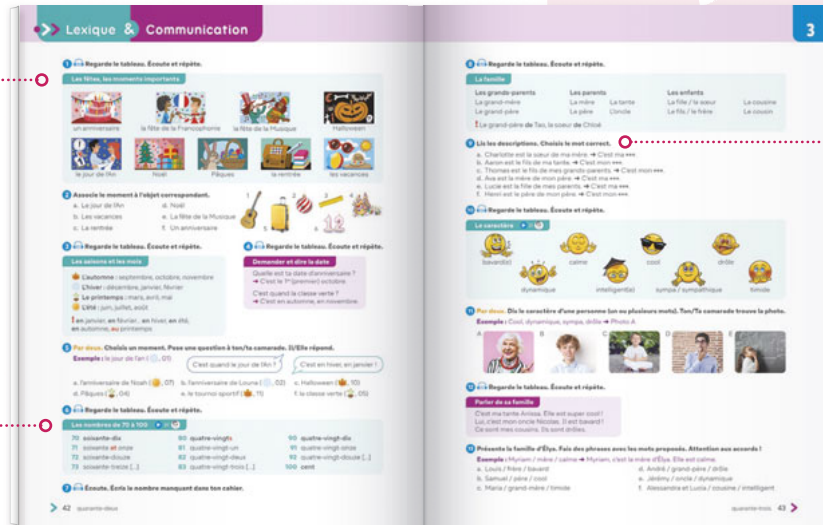 Lexique & Communication
1 Regarde le tableau. Écoute et répète.
Les fêtes, les moments importants
un anniversaire
la fête de la Francophonie
la fête de la Musique
Halloween
le jour de l'An
Noël
Pâques
la rentrée
les vacances
2 Associe le moment à l'objet correspondant.
a. Le jour de l'An
d. Noël
b. Les vacances
e. La fête de la Musique
c. La rentrée
f. Un anniversaire
1
2
3
4
5
6
3 Regarde le tableau. Écoute et répète.
Les saisons et les mois
L'automne : septembre, octobre, novembre
L'hiver : décembre, janvier, février
Le printemps : mars, avril, mai
L'été : juin, juillet, août
! en janvier, en février... en hiver, en été,
en automne, au printemps
4 Regarde le tableau. Écoute et répète.
Demander et dire la date
Quelle est ta date d'anniversaire ?
➜ C'est le 1er (premier) octobre.
C'est quand la classe verte ?
➜ C'est en automne, en novembre.
5 Par deux. Choisis un moment. Pose une question à ton/ta camarade. Il/Elle répond.
Exemple : le jour de l'an ( , 01)
C'est quand le jour de l'An ?
C'est en hiver, en janvier !
a. l'anniversaire de Noah ( , 07)
b. l'anniversaire de Louna ( , 02)
c. Halloween ( , 10)
d. Pâques ( , 04)
e. le tournoi sportif ( , 11)
f. la classe verte ( , 05)
6 Regarde le tableau. Écoute et répète.
Les nombres de 70 à 100
70 soixante-dix
80 quatre-vingts
90 quatre-vingt-dix
71 soixante et onze
81 quatre-vingt-un
91 quatre-vingt-onze
72 soixante-douze
82 quatre-vingt-deux
92 quatre-vingt-douze [...]
73 soixante-treize [...]
83 quatre-vingt-trois [...]
100 cent
7 Écoute. Écris le nombre manquant dans ton cahier.
42 quarante-deux
3
8 Regarde le tableau. Écoute et répète.
La famille
Les grands-parents
Les parents
Les enfants
La grand-mère
La mère
La tante
La fille / la sœur
La cousine
Le grand-père
Le père
L'oncle
Le fils / le frère
Le cousin
! Le grand-père de Tao, la sœur de Chloé
9 Lis les descriptions. Choisis le mot correct.
a. Charlotte est la sœur de ma mère. ➜ C'est ma •••.
b. Aaron est le fils de ma tante. ➜ C'est mon •••.
c. Thomas est le fils de mes grands-parents. ➜ C'est mon •••.
d. Ava est la mère de mon père. ➜ C'est ma •••.
e. Lucie est la fille de mes parents. ➜ C'est ma •••.
f. Henri est le père de mon père. ➜ C'est mon •••.
10 Regarde le tableau. Écoute et répète.
Le caractère
bavard(e)
calme
cool
drôle
dynamique
intelligent(e)
sympa / sympathique
timide
11 Par deux. Dis le caractère d'une personne (un ou plusieurs mots). Ton/Ta camarade trouve la photo.
Exemple : Cool, dynamique, sympa, drôle ➜ Photo A
A
B
C
D
E
12 Regarde le tableau. Écoute et répète.
Parler de sa famille
C'est ma tante Anissa. Elle est super cool !
Lui, c'est mon oncle Nicolas. Il est bavard !
Ce sont mes cousins. Ils sont drôles.
13 Présente la famille d'Élya. Fais des phrases avec les mots proposés. Attention aux accords !
Exemple : Myriam / mère / calme ➜ Myriam, c'est la mère d'Élya. Elle est calme.
a. Louis / frère / bavard
d. André / grand-père / drôle
b. Samuel / père / cool
e. Jérémy / oncle / dynamique
c. Maria / grand-mère / timide
f. Alessandra et Lucia / cousine / intelligent
quarante-trois 43